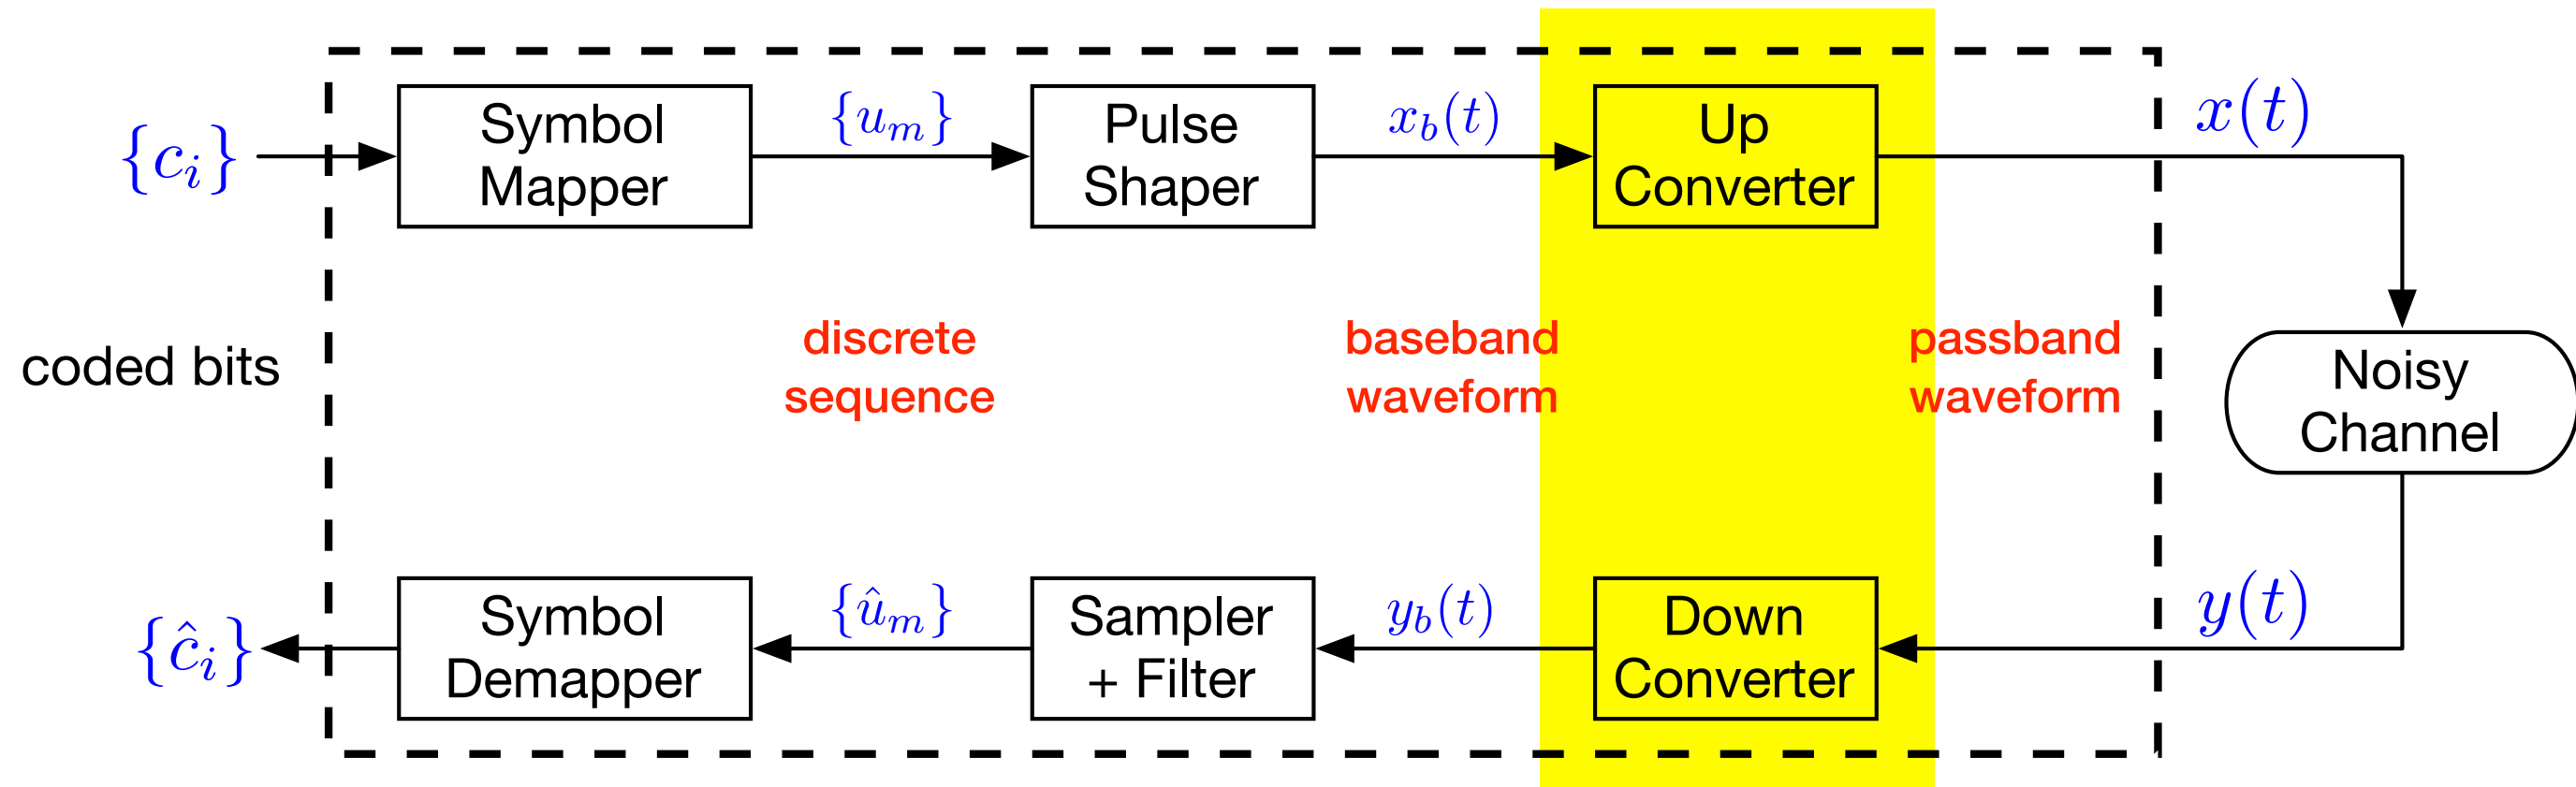 {c_i}
Symbol
Mapper
{u_m}
Pulse
Shaper
x_b(t)
Up
Converter
x(t)
coded bits
discrete
sequence
baseband
waveform
passband
waveform
Noisy
Channel
{ĉ_i}
Symbol
Demapper
{û_m}
Sampler
+ Filter
y_b(t)
Down
Converter
y(t)